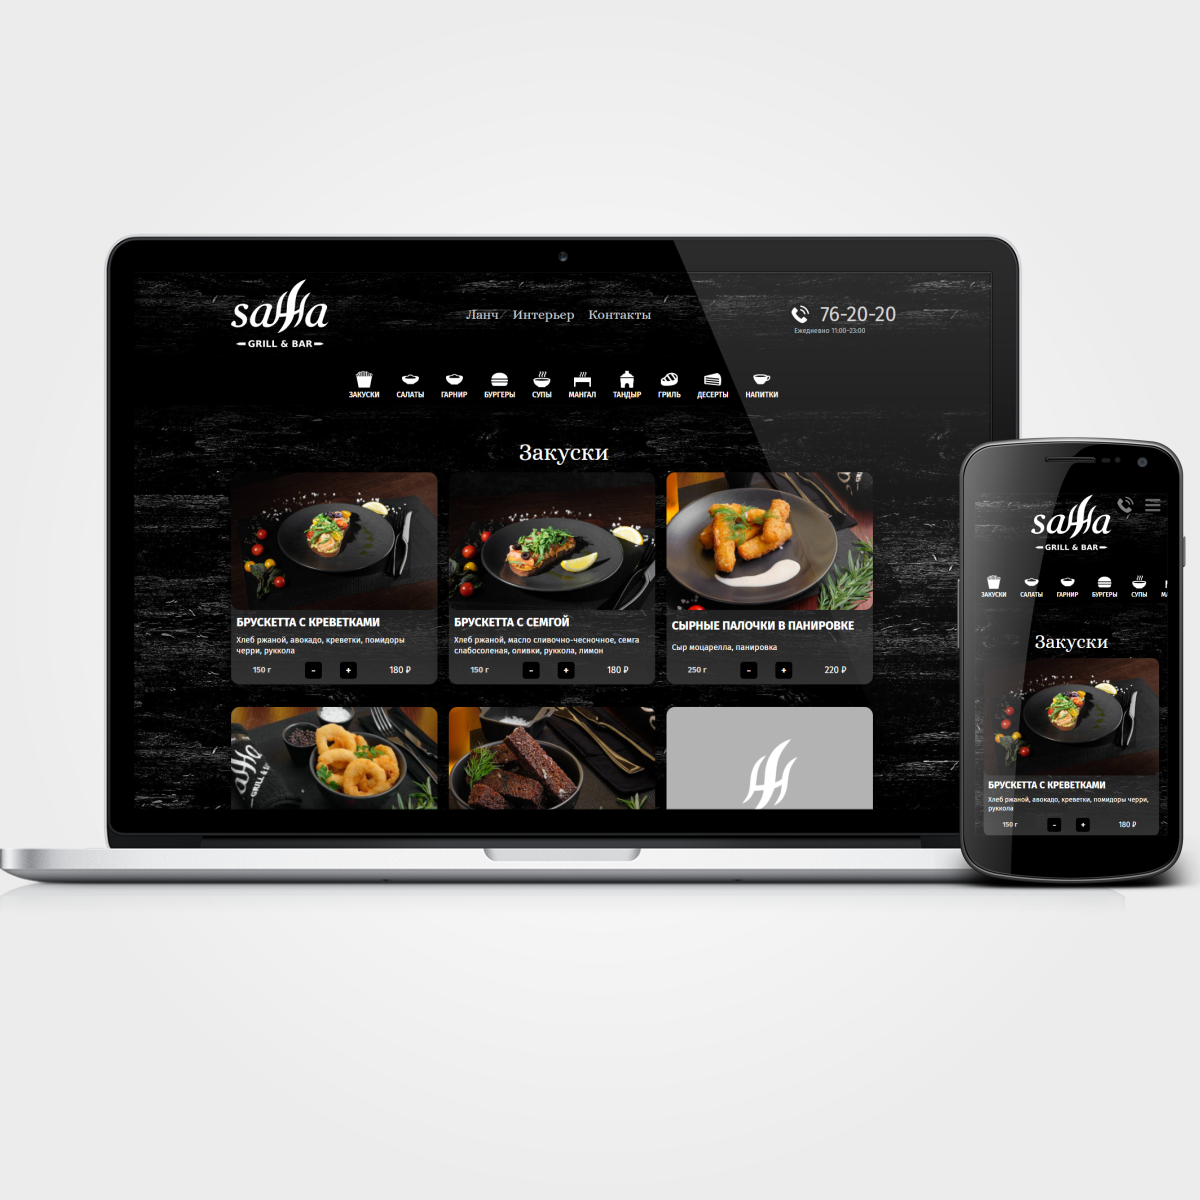 saffa
GRILL & BAR
Ланч Интерьер Контакты
76-20-20
Ежедневно 11:00-23:00
ЗАКУСКИ САЛАТЫ ГАРНИР БУРГЕРЫ СУПЫ МАНГАЛ ТАНДЫР ГРИЛЬ ДЕСЕРТЫ НАПИТКИ
Закуски
БРУСКЕТТА С КРЕВЕТКАМИ
Хлеб ржаной, авокадо, креветки, помидоры
черри, руккола
150 г - + 180 ₽
БРУСКЕТТА С СЕМГОЙ
Хлеб ржаной, масло сливочно-чесночное, семга
слабосоленая, оливки, руккола, лимон
150 г - + 180 ₽
СЫРНЫЕ ПАЛОЧКИ В ПАНИРОВКЕ
Сыр моцарелла, панировка
250 г - + 220 ₽
saffa
GRILL & BAR
ЗАКУСКИ САЛАТЫ ГАРНИР БУРГЕРЫ СУПЫ
Закуски
БРУСКЕТТА С КРЕВЕТКАМИ
Хлеб ржаной, авокадо, креветки, помидоры черри,
руккола
150 г - + 180 ₽